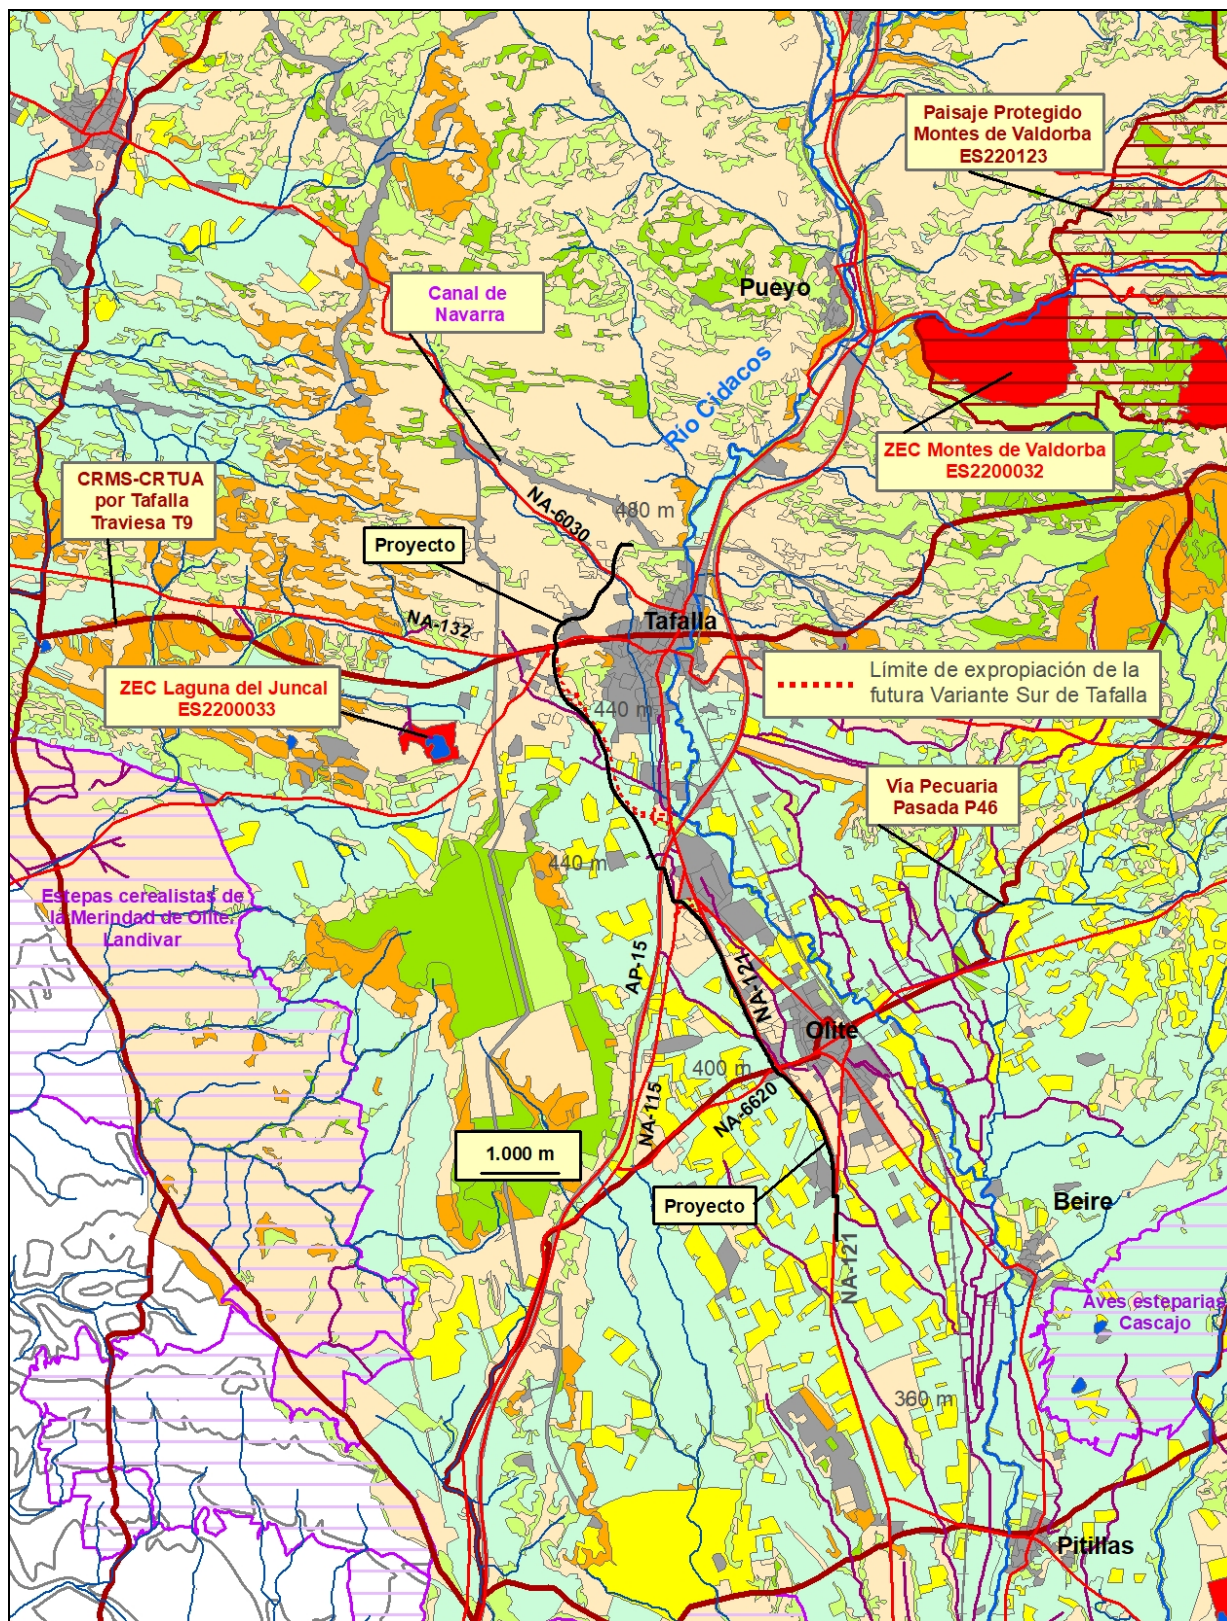 Paisaje Protegido
Montes de Valdorba
ES220123
Canal de
Navarra
Pueyo
Río Cidacos
ZEC Montes de Valdorba
ES2200032
CRMS-CRTUA
por Tafalla
Traviesa T9
NA-6030
480 m
Proyecto
NA-132
Tafalla
ZEC Laguna del Juncal
ES2200033
Límite de expropiación de la
futura Variante Sur de Tafalla
440 m
Vía Pecuaria
Pasada P46
440 m
Estepas cerealistas de
la Merindad de Olite.
Landivar
AP-15
NA-121
Olite
400 m
NA-115
NA-6620
1.000 m
Proyecto
Beire
NA-121
Aves esteparias
Cascajo
360 m
Pitillas